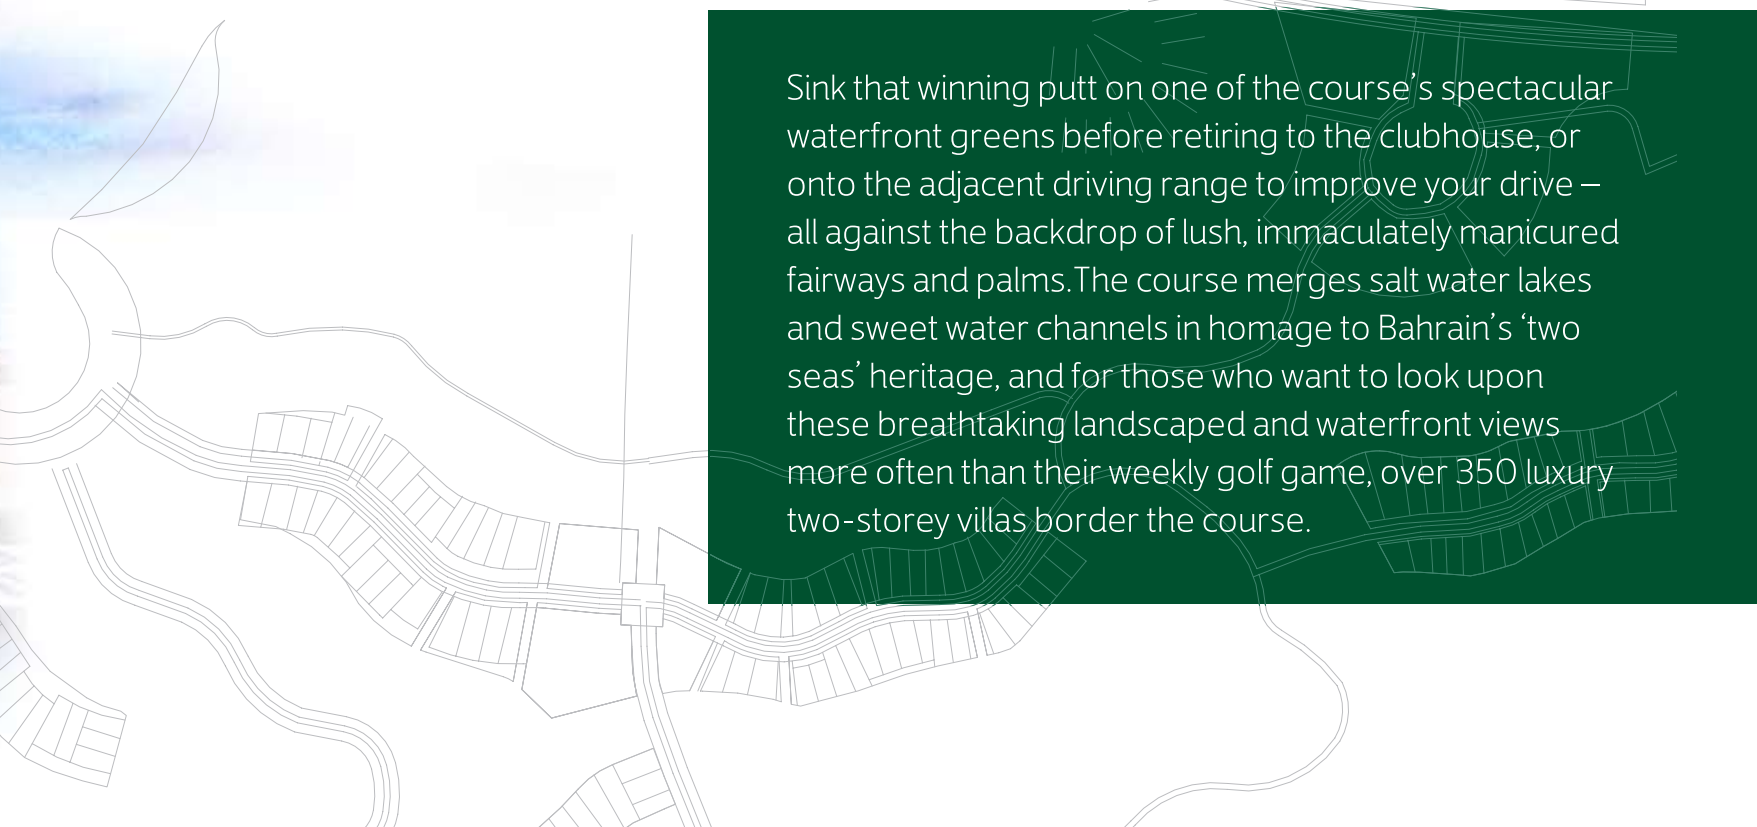 Sink that winning putt on one of the course’s spectacular
waterfront greens before retiring to the clubhouse, or
onto the adjacent driving range to improve your drive –
all against the backdrop of lush, immaculately manicured
fairways and palms.The course merges salt water lakes
and sweet water channels in homage to Bahrain’s ‘two
seas’ heritage, and for those who want to look upon
these breathtaking landscaped and waterfront views
more often than their weekly golf game, over 350 luxury
two-storey villas border the course.